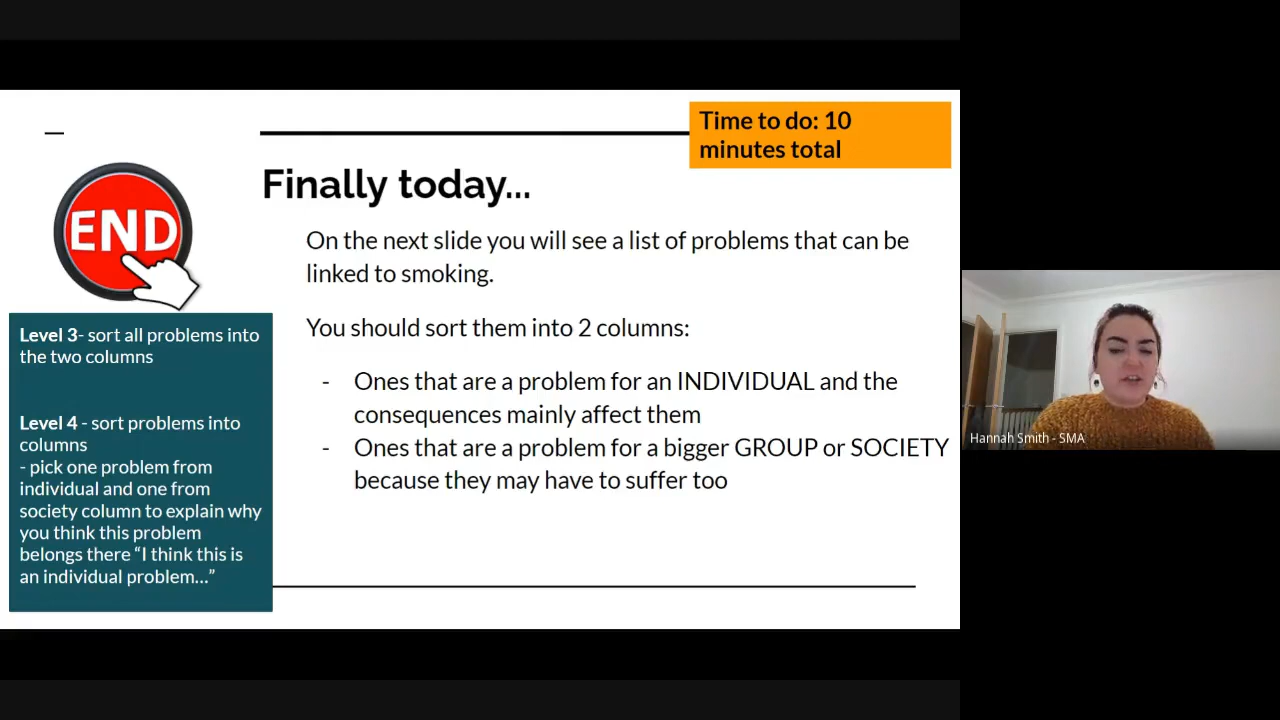 Time to do: 10
minutes total
END
Finally today...
On the next slide you will see a list of problems that can be
linked to smoking.
You should sort them into 2 columns:
- Ones that are a problem for an INDIVIDUAL and the
consequences mainly affect them
- Ones that are a problem for a bigger GROUP or SOCIETY
because they may have to suffer too
Level 3- sort all problems into
the two columns
Level 4 - sort problems into
columns
- pick one problem from
individual and one from
society column to explain why
you think this problem
belongs there “I think this is
an individual problem...”
Hannah Smith - SMA